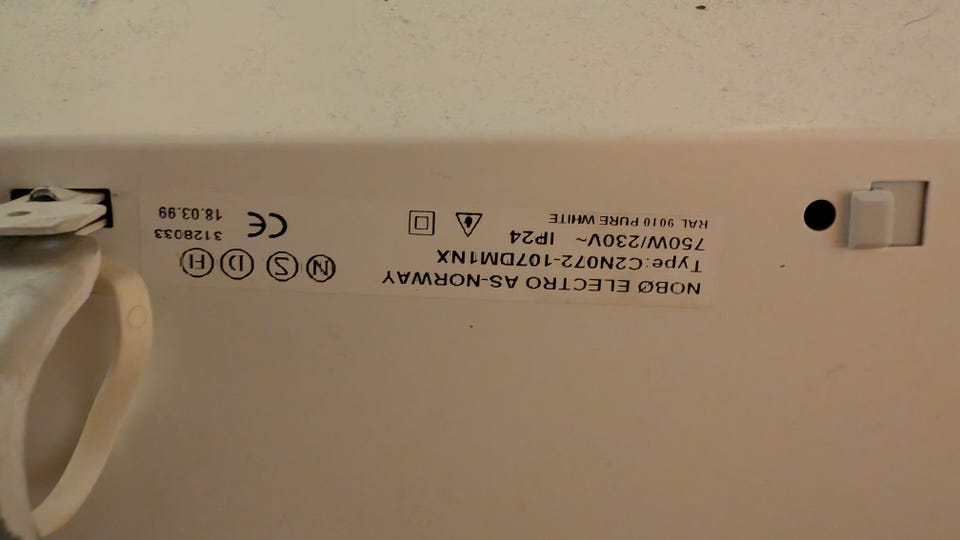 NOBØ ELECTRO AS-NORWAY
Type:C2N072-107DM1NX
750W/230V~ IP24
RAL 9010 PURE WHITE
N S D FI
CE
3128033
18.03.99